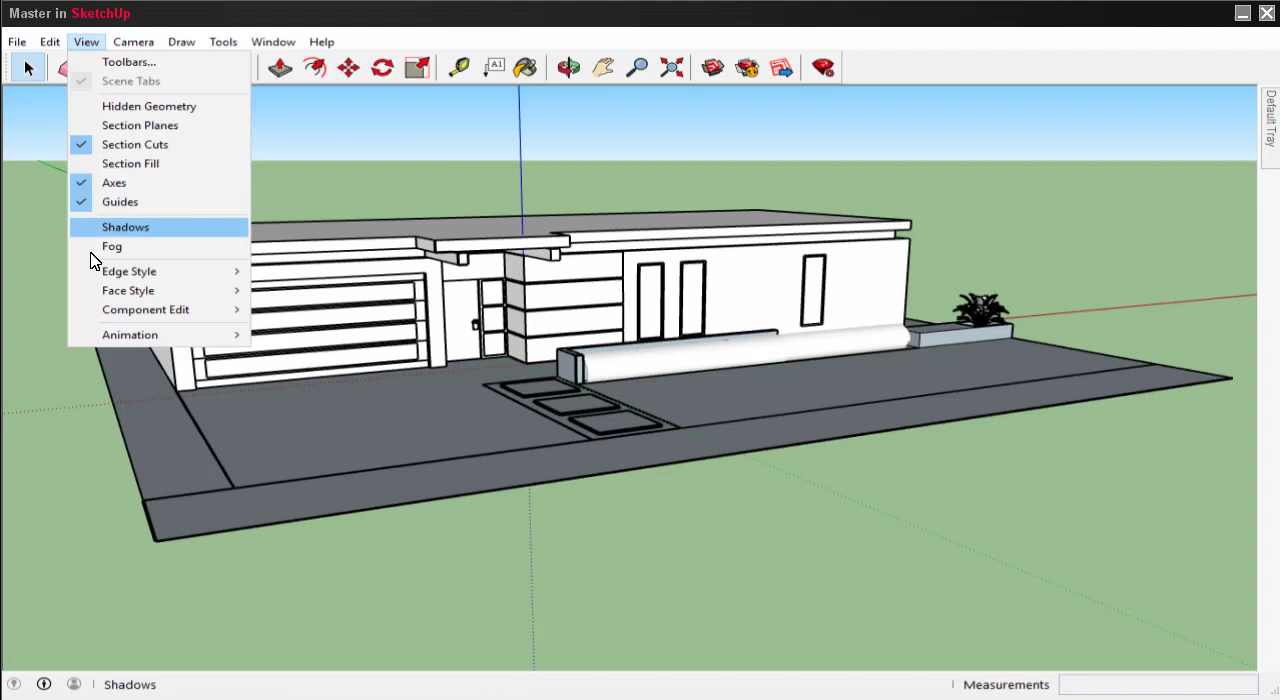 Master in SketchUp
File Edit View Camera Draw Tools Window Help
Toolbars...
Scene Tabs
Hidden Geometry
Section Planes
Section Cuts
Section Fill
Axes
Guides
Shadows
Fog
Edge Style
Face Style
Component Edit
Animation
A1
Default Tray
Shadows
Measurements